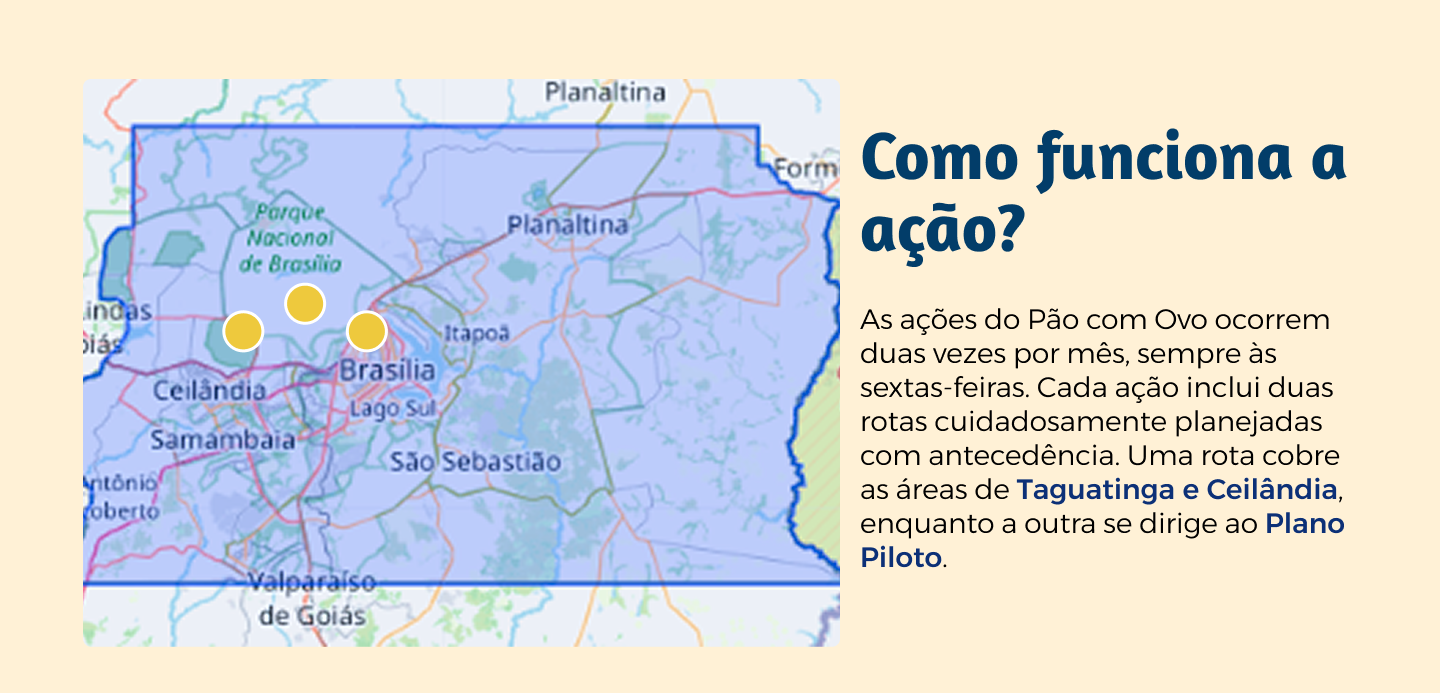 Planaltina
Form
Parque
Nacional
de Brasília
Planaltina
indas
iás
Itapoã
Brasília
Ceilândia
Lago Sul
Samambaia
São Sebastião
Antônio
oberto
Valparaíso
de Goiás
Como funciona a
ação?
As ações do Pão com Ovo ocorrem
duas vezes por mês, sempre às
sextas-feiras. Cada ação inclui duas
rotas cuidadosamente planejadas
com antecedência. Uma rota cobre
as áreas de Taguatinga e Ceilândia,
enquanto a outra se dirige ao Plano
Piloto.